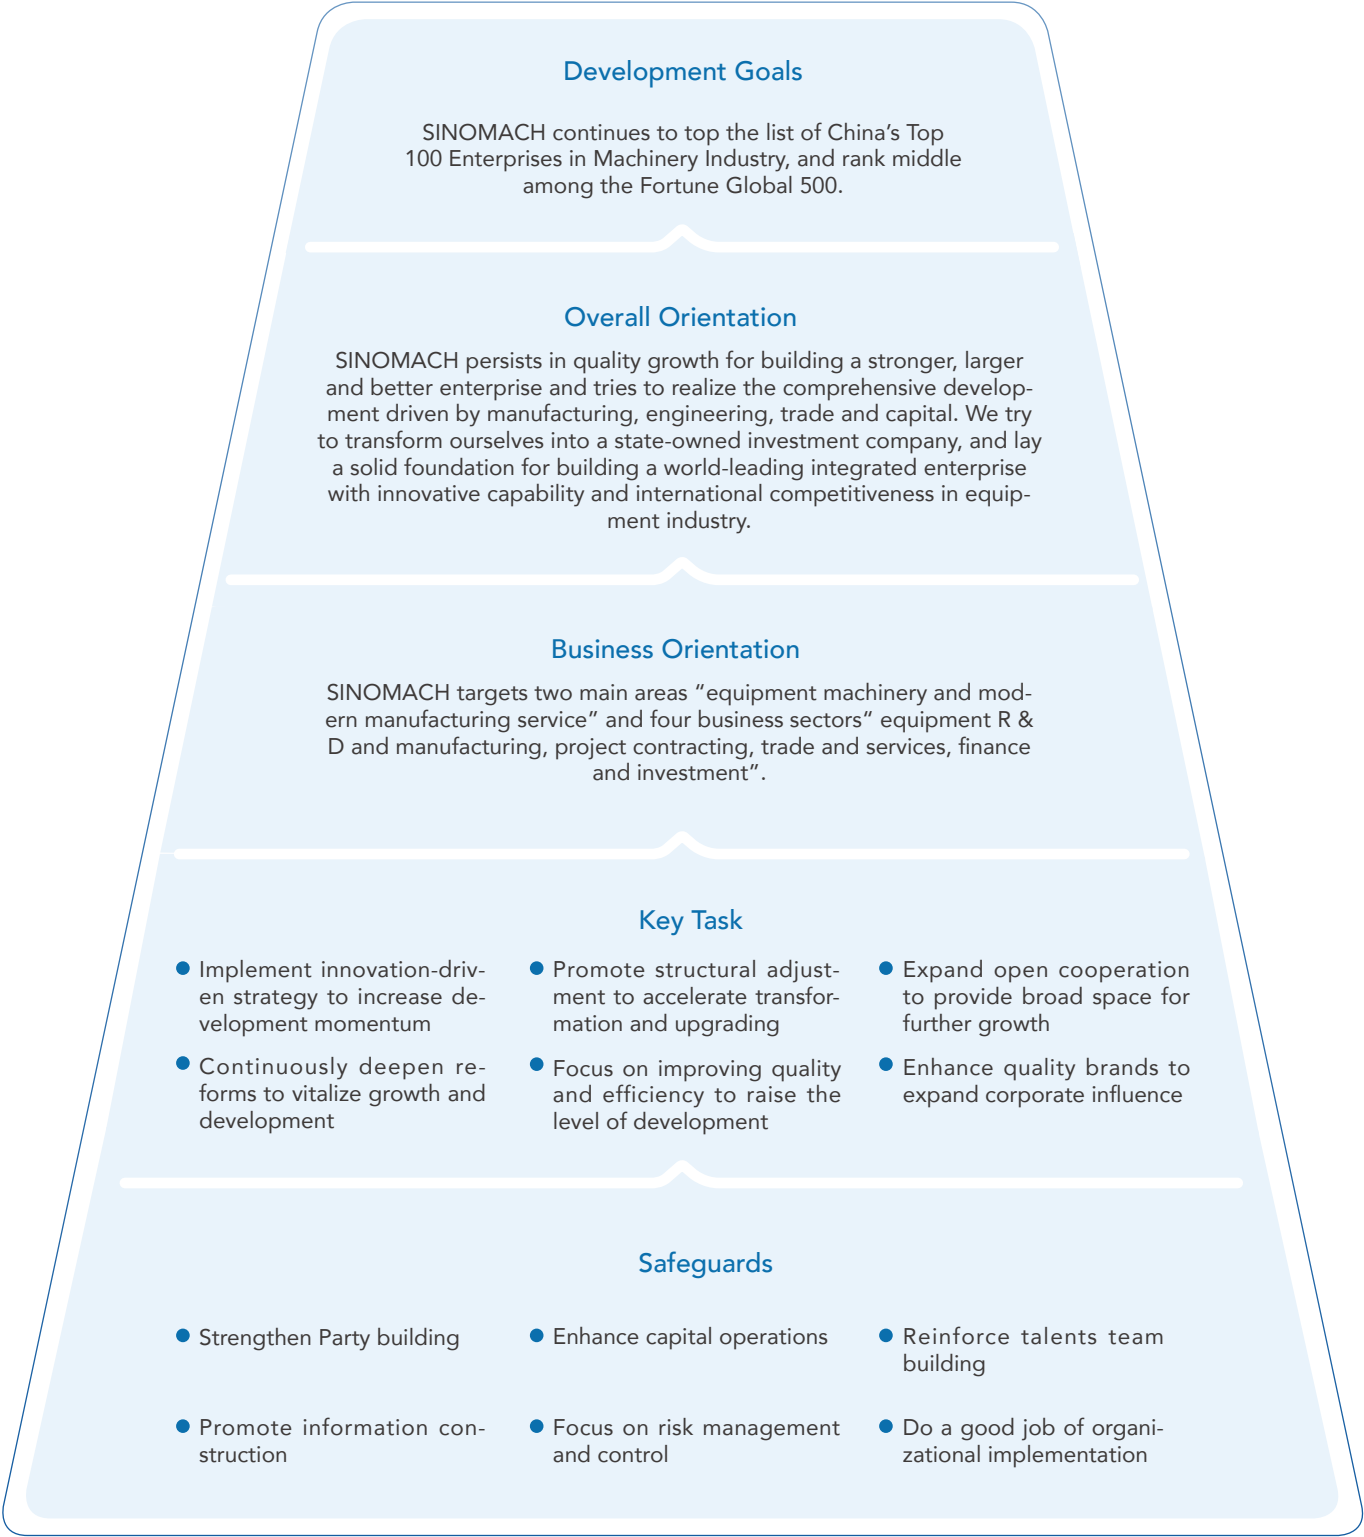 Development Goals
SINOMACH continues to top the list of China’s Top
100 Enterprises in Machinery Industry, and rank middle
among the Fortune Global 500.
Overall Orientation
SINOMACH persists in quality growth for building a stronger, larger
and better enterprise and tries to realize the comprehensive develop-
ment driven by manufacturing, engineering, trade and capital. We try
to transform ourselves into a state-owned investment company, and lay
a solid foundation for building a world-leading integrated enterprise
with innovative capability and international competitiveness in equip-
ment industry.
Business Orientation
SINOMACH targets two main areas “equipment machinery and mod-
ern manufacturing service” and four business sectors“ equipment R &
D and manufacturing, project contracting, trade and services, finance
and investment”.
Key Task
Implement innovation-driv-
en strategy to increase de-
velopment momentum
Promote structural adjust-
ment to accelerate transfor-
mation and upgrading
Expand open cooperation
to provide broad space for
further growth
Continuously deepen re-
forms to vitalize growth and
development
Focus on improving quality
and efficiency to raise the
level of development
Enhance quality brands to
expand corporate influence
Safeguards
Strengthen Party building
Enhance capital operations
Reinforce talents team
building
Promote information con-
struction
Focus on risk management
and control
Do a good job of organi-
zational implementation